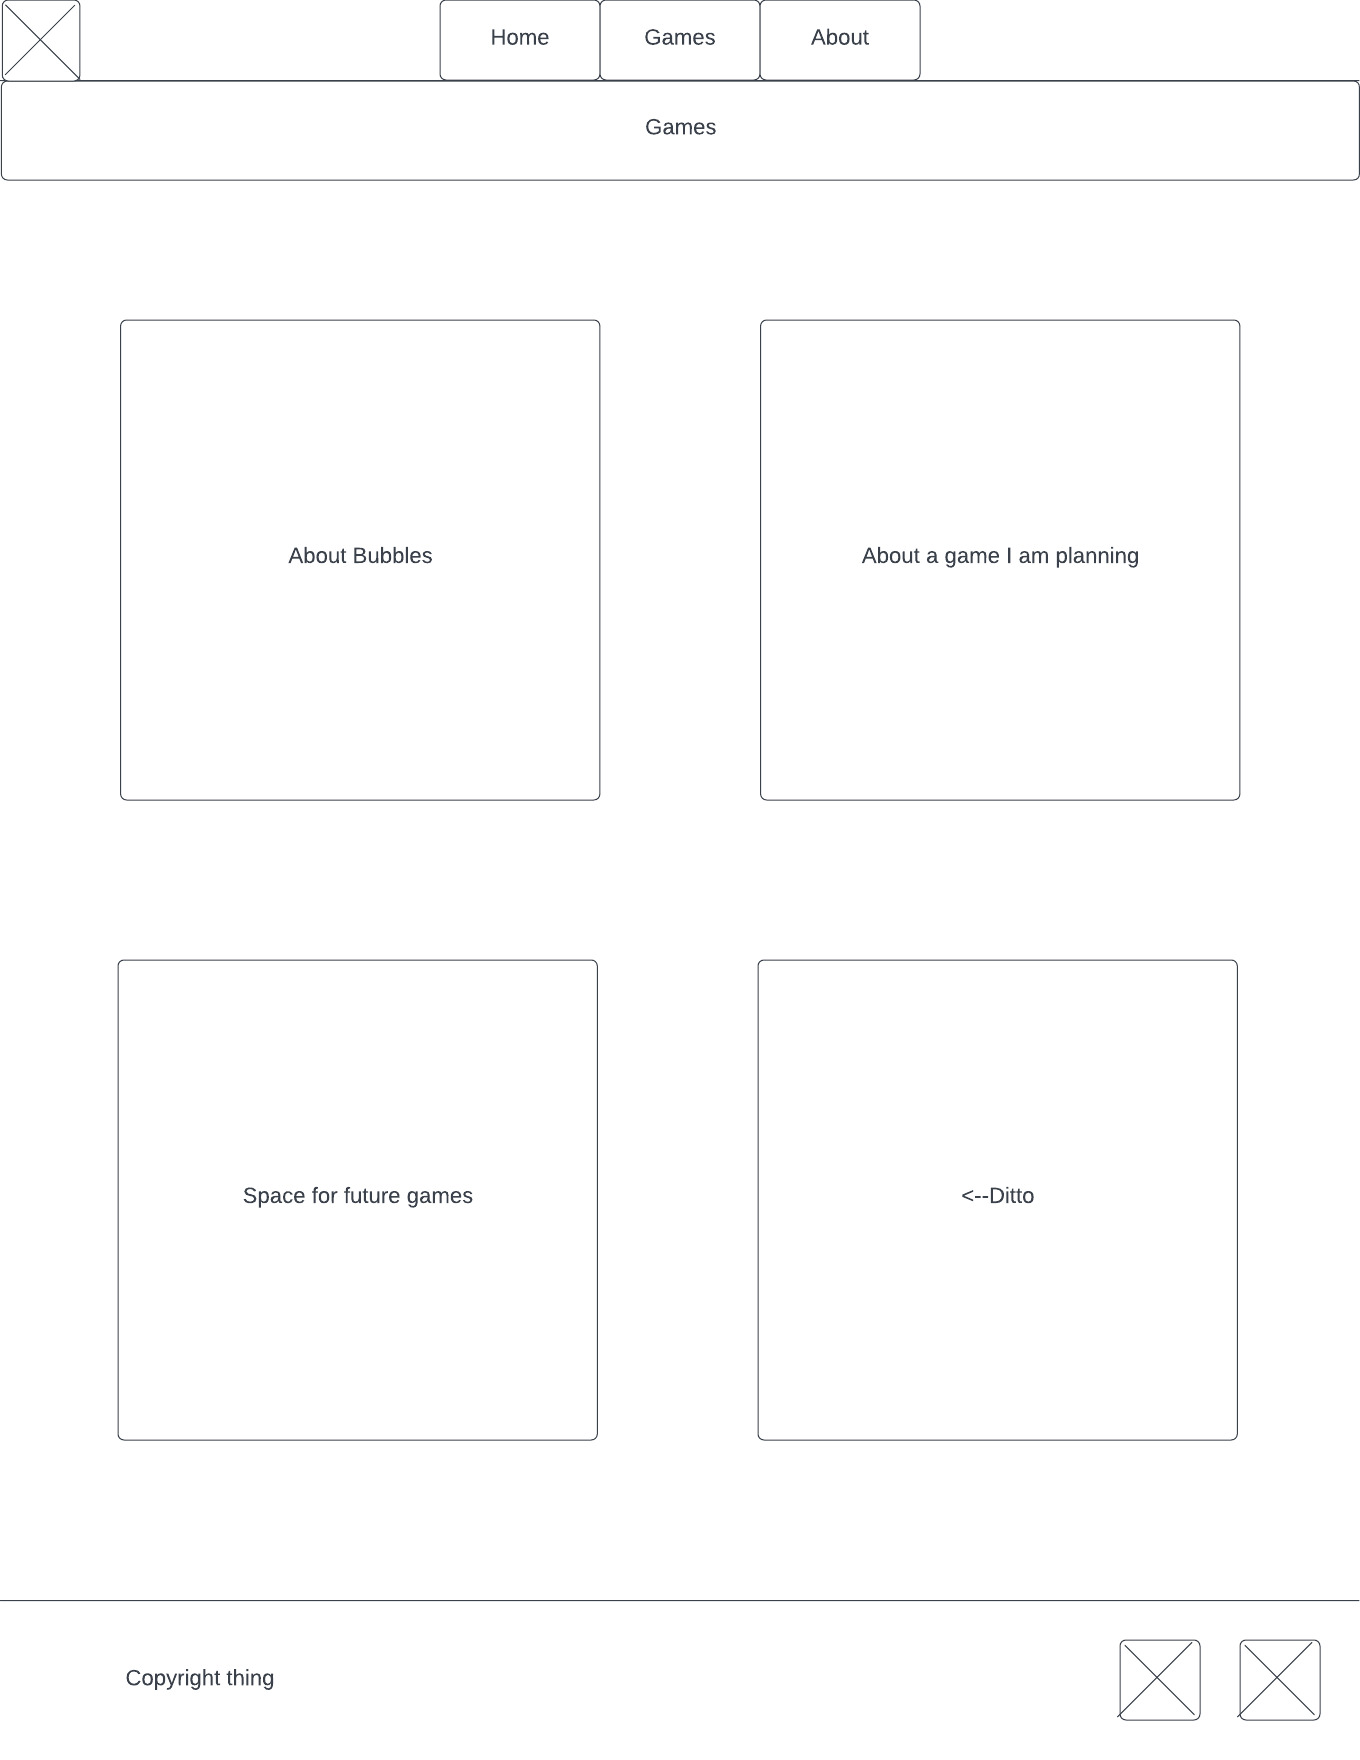 Home
Games
About
Games
About Bubbles
About a game I am planning
Space for future games
<--Ditto
Copyright thing